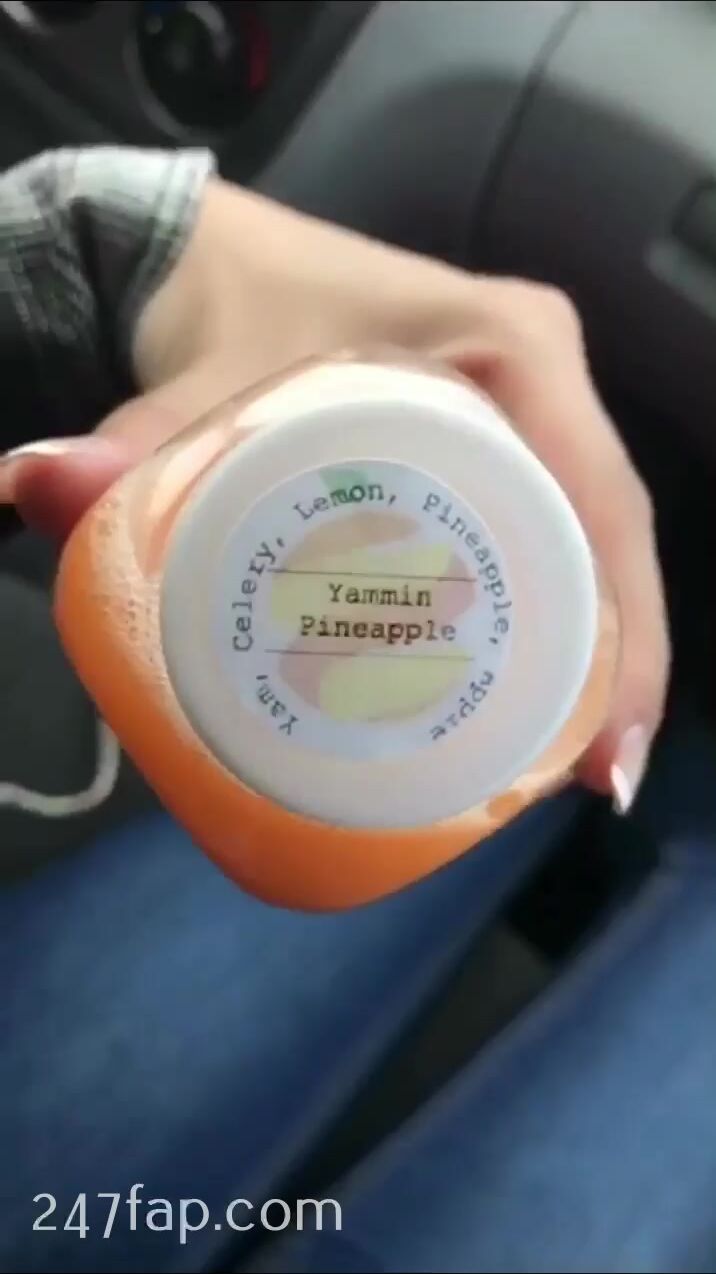 Yam, Celery, Lemon, Pineapple, Apple
Yammin
Pineapple
247fap.com